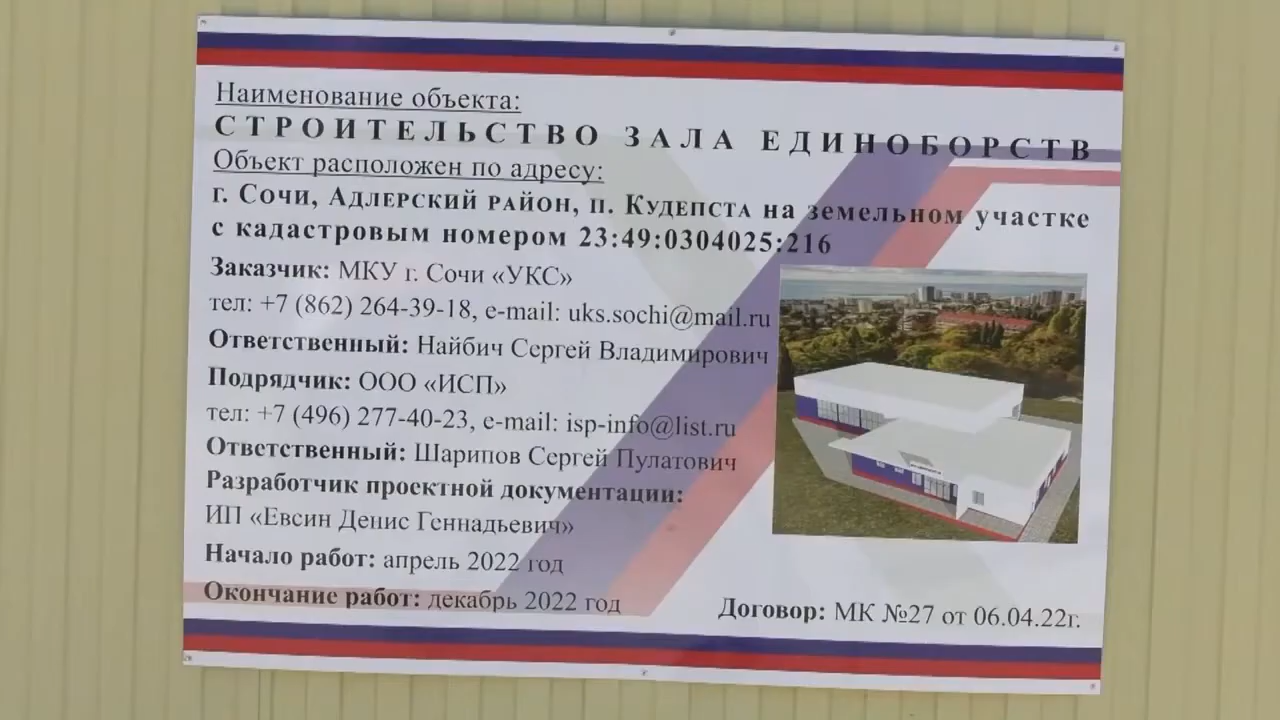 Наименование объекта:
СТРОИТЕЛЬСТВО ЗАЛА ЕДИНОБОРСТВ
Объект расположен по адресу:
г. Сочи, Адлерский район, п. Кудепста на земельном участке
с кадастровым номером 23:49:0304025:216
Заказчик: МКУ г. Сочи «УКС»
тел: +7 (862) 264-39-18, e-mail: uks.sochi@mail.ru
Ответственный: Найбич Сергей Владимирович
Подрядчик: ООО «ИСП»
тел: +7 (496) 277-40-23, e-mail: isp-info@list.ru
Ответственный: Шарипов Сергей Пулатович
Разработчик проектной документации:
ИП «Евсин Денис Геннадьевич»
Начало работ: апрель 2022 год
Окончание работ: декабрь 2022 год
Договор: МК №27 от 06.04.22г.